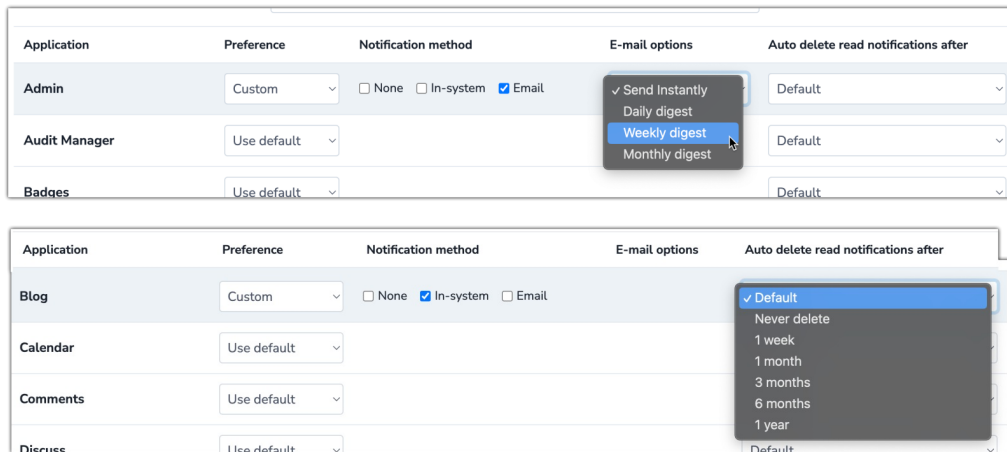 Application Preference Notification method E-mail options Auto delete read notifications after
Admin Custom None In-system Email Send Instantly Default
Daily digest
Audit Manager Use default Weekly digest Default
Monthly digest
Badges Use default Default
Application Preference Notification method E-mail options Auto delete read notifications after
Blog Custom None In-system Email Default
Never delete
Calendar Use default 1 week
1 month
3 months
Comments Use default 6 months
1 year
Discuss Use default Default